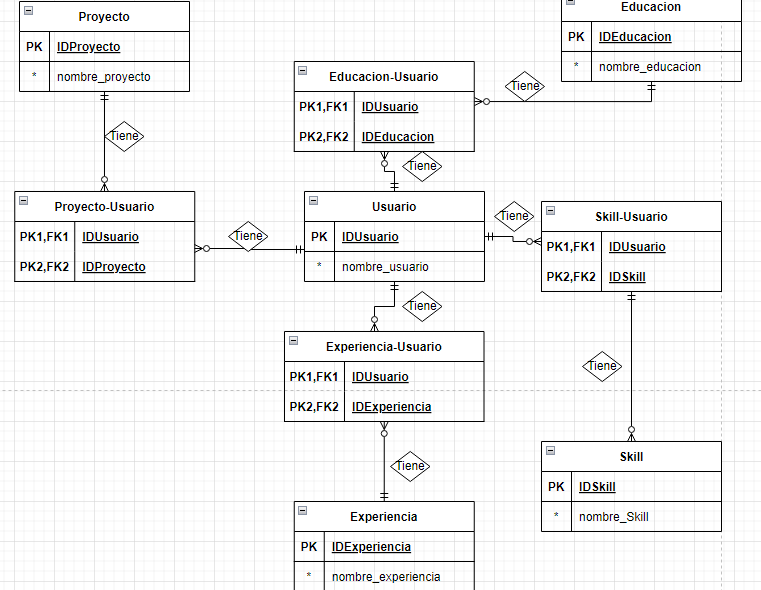 Proyecto
PK IDProyecto
* nombre_proyecto
Educacion
PK IDEducacion
* nombre_educacion
Educacion-Usuario
PK1,FK1 IDUsuario
PK2,FK2 IDEducacion
Tiene
Tiene
Tiene
Proyecto-Usuario
PK1,FK1 IDUsuario
PK2,FK2 IDProyecto
Tiene
Usuario
PK IDUsuario
* nombre_usuario
Tiene
Skill-Usuario
PK1,FK1 IDUsuario
PK2,FK2 IDSkill
Tiene
Experiencia-Usuario
PK1,FK1 IDUsuario
PK2,FK2 IDExperiencia
Tiene
Tiene
Skill
PK IDSkill
* nombre_Skill
Experiencia
PK IDExperiencia
* nombre_experiencia